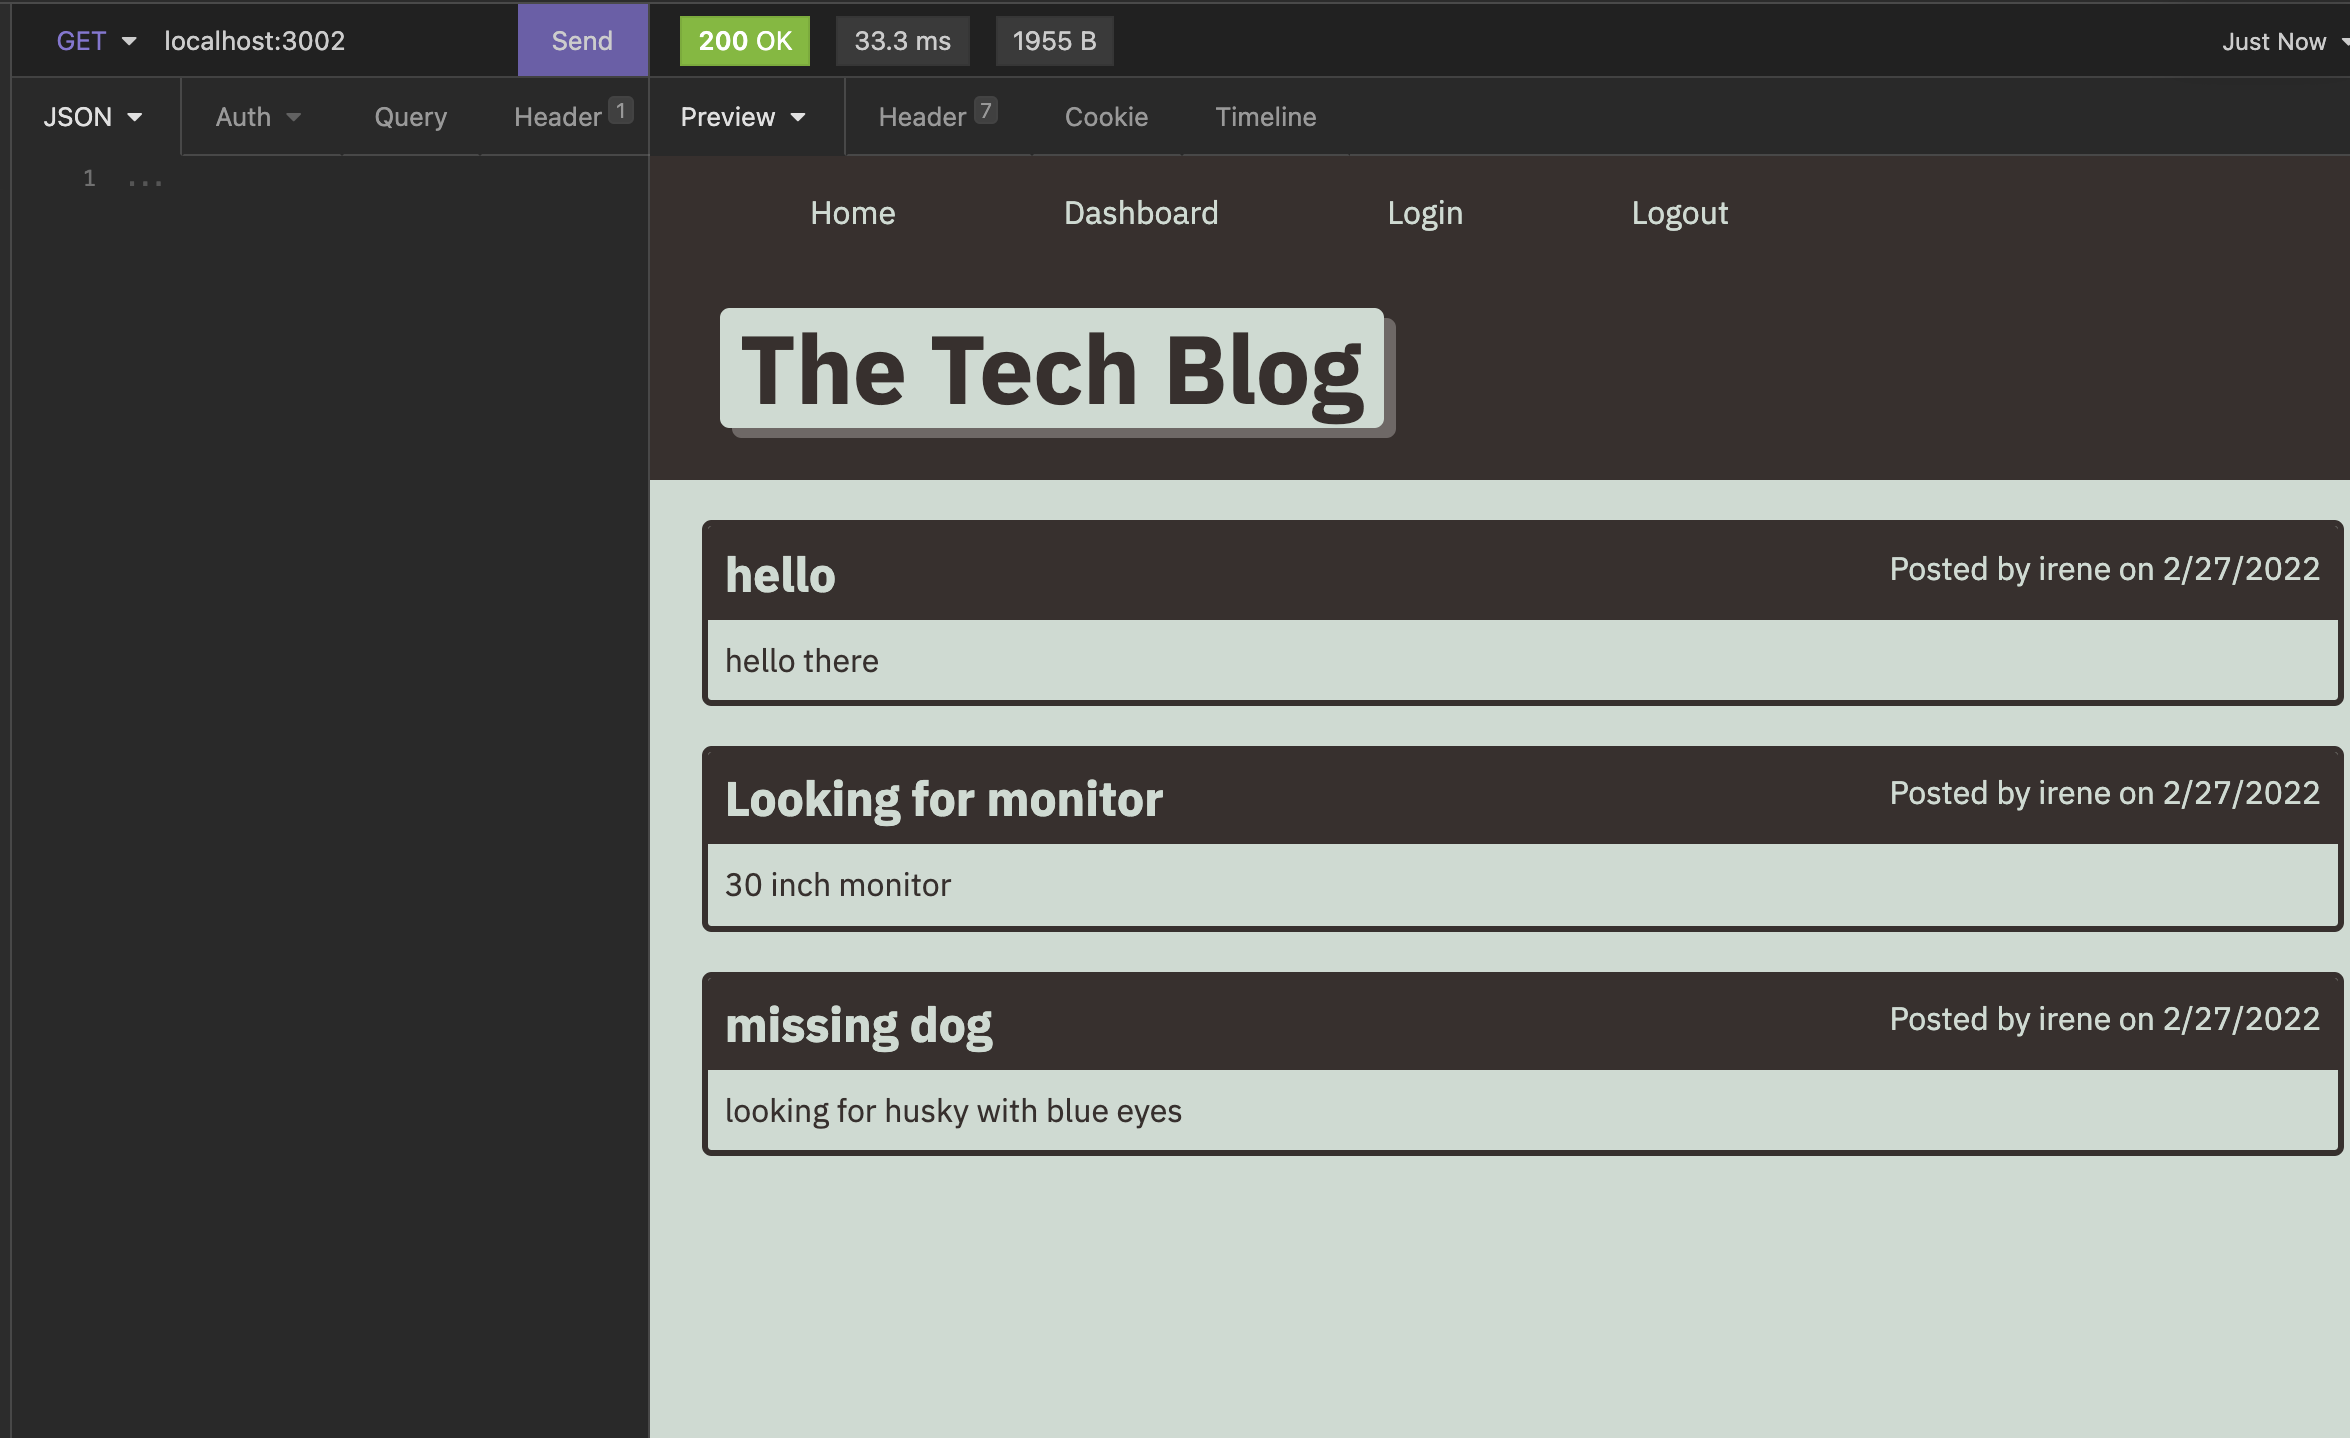 GET localhost:3002 Send 200 OK 33.3 ms 1955 B Just Now
JSON Auth Query Header 1 Preview Header 7 Cookie Timeline
1 ...
Home Dashboard Login Logout
The Tech Blog
hello Posted by irene on 2/27/2022
hello there
Looking for monitor Posted by irene on 2/27/2022
30 inch monitor
missing dog Posted by irene on 2/27/2022
looking for husky with blue eyes